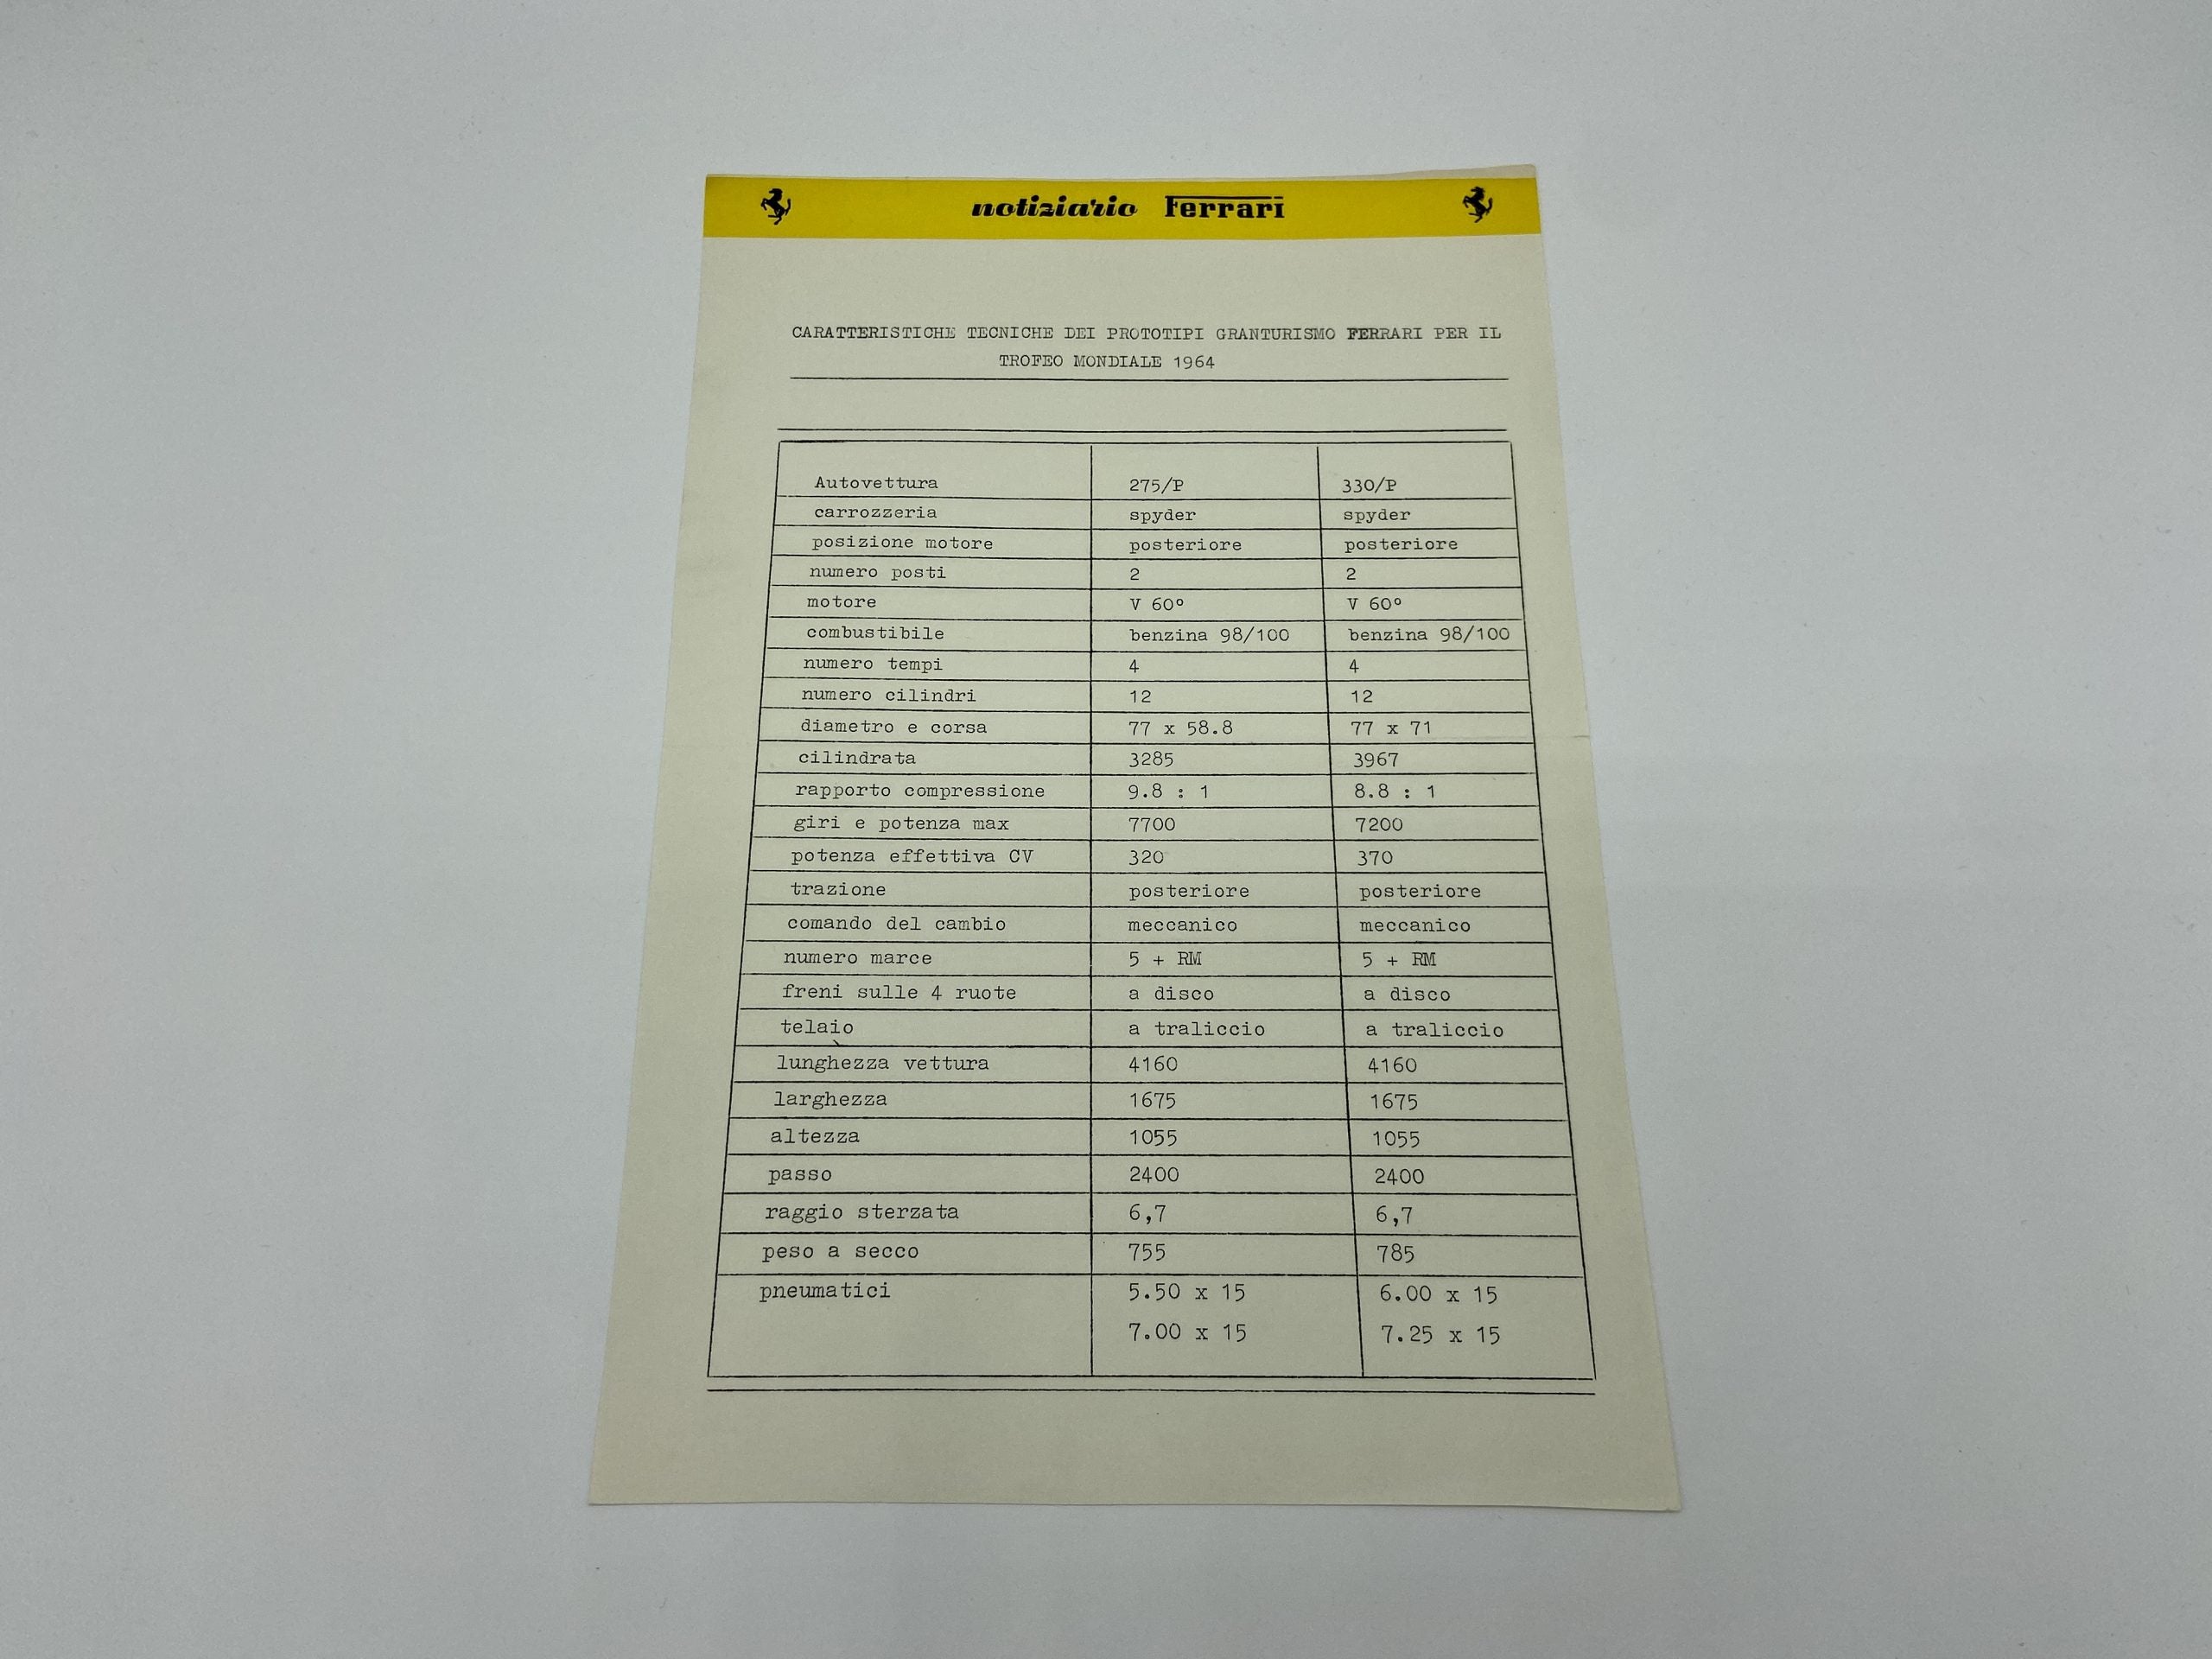 notiziario Ferrari
CARATTERISTICHE TECNICHE DEI PROTOTIPI GRANTURISMO FERRARI PER IL
TROFEO MONDIALE 1964
Autovettura 275/P 330/P
carrozzeria spyder spyder
posizione motore posteriore posteriore
numero posti 2 2
motore V 60° V 60°
combustibile benzina 98/100 benzina 98/100
numero tempi 4 4
numero cilindri 12 12
diametro e corsa 77 x 58.8 77 x 71
cilindrata 3285 3967
rapporto compressione 9.8 : 1 8.8 : 1
giri e potenza max 7700 7200
potenza effettiva CV 320 370
trazione posteriore posteriore
comando del cambio meccanico meccanico
numero marce 5 + RM 5 + RM
freni sulle 4 ruote a disco a disco
telaio a traliccio a traliccio
lunghezza vettura 4160 4160
larghezza 1675 1675
altezza 1055 1055
passo 2400 2400
raggio sterzata 6,7 6,7
peso a secco 755 785
pneumatici 5.50 x 15 6.00 x 15
7.00 x 15 7.25 x 15